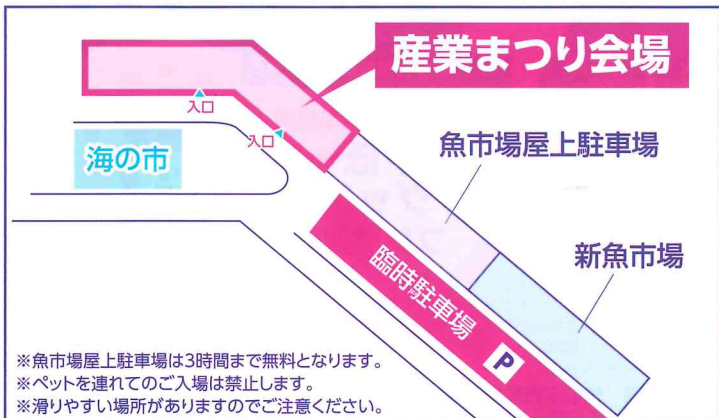 産業まつり会場
入口
入口
海の市
魚市場屋上駐車場
新魚市場
臨時駐車場 P
※魚市場屋上駐車場は3時間まで無料となります。
※ペットを連れてのご入場は禁止します。
※滑りやすい場所がありますのでご注意ください。